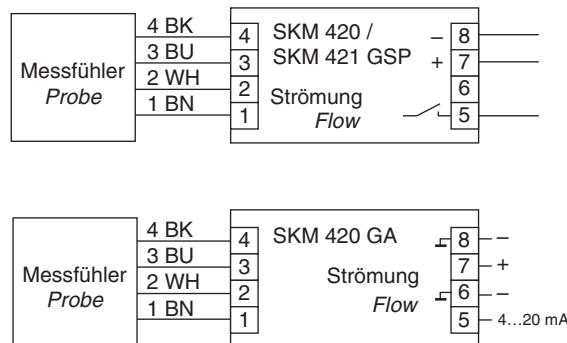 4 BK
3 BU
2 WH
1 BN
Messfühler
Probe
4
3
2
1
SKM 420 /
SKM 421 GSP
Strömung
Flow
– 8
+ 7
6
5
4 BK
3 BU
2 WH
1 BN
Messfühler
Probe
4
3
2
1
SKM 420 GA
Strömung
Flow
8 –
7 +
6 –
5 4...20 mA